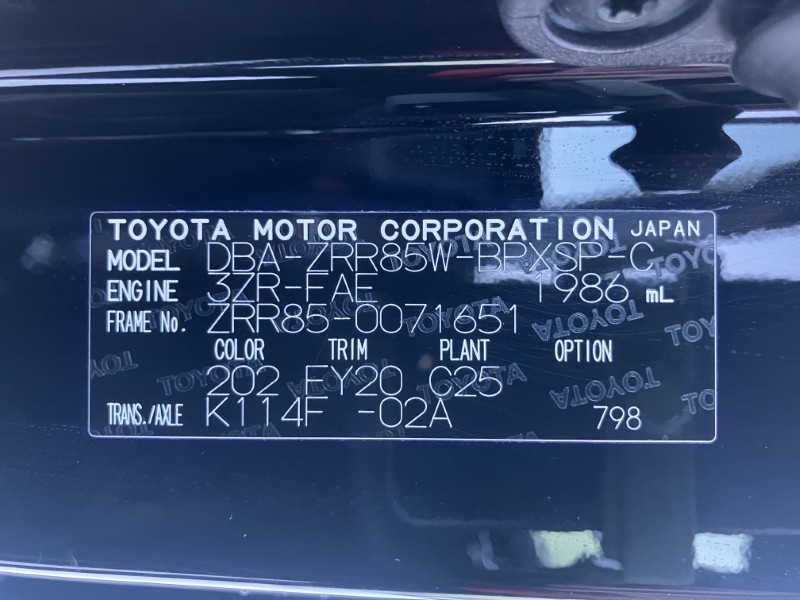 TOYOTA MOTOR CORPORATION JAPAN
MODEL DBA-ZRR85W-BPXSP-C
ENGINE 3ZR-FAE 1986 mL
FRAME No. ZRR85-0071651
COLOR TRIM PLANT OPTION
202 FY20 C25
TRANS./AXLE K114F -02A 798